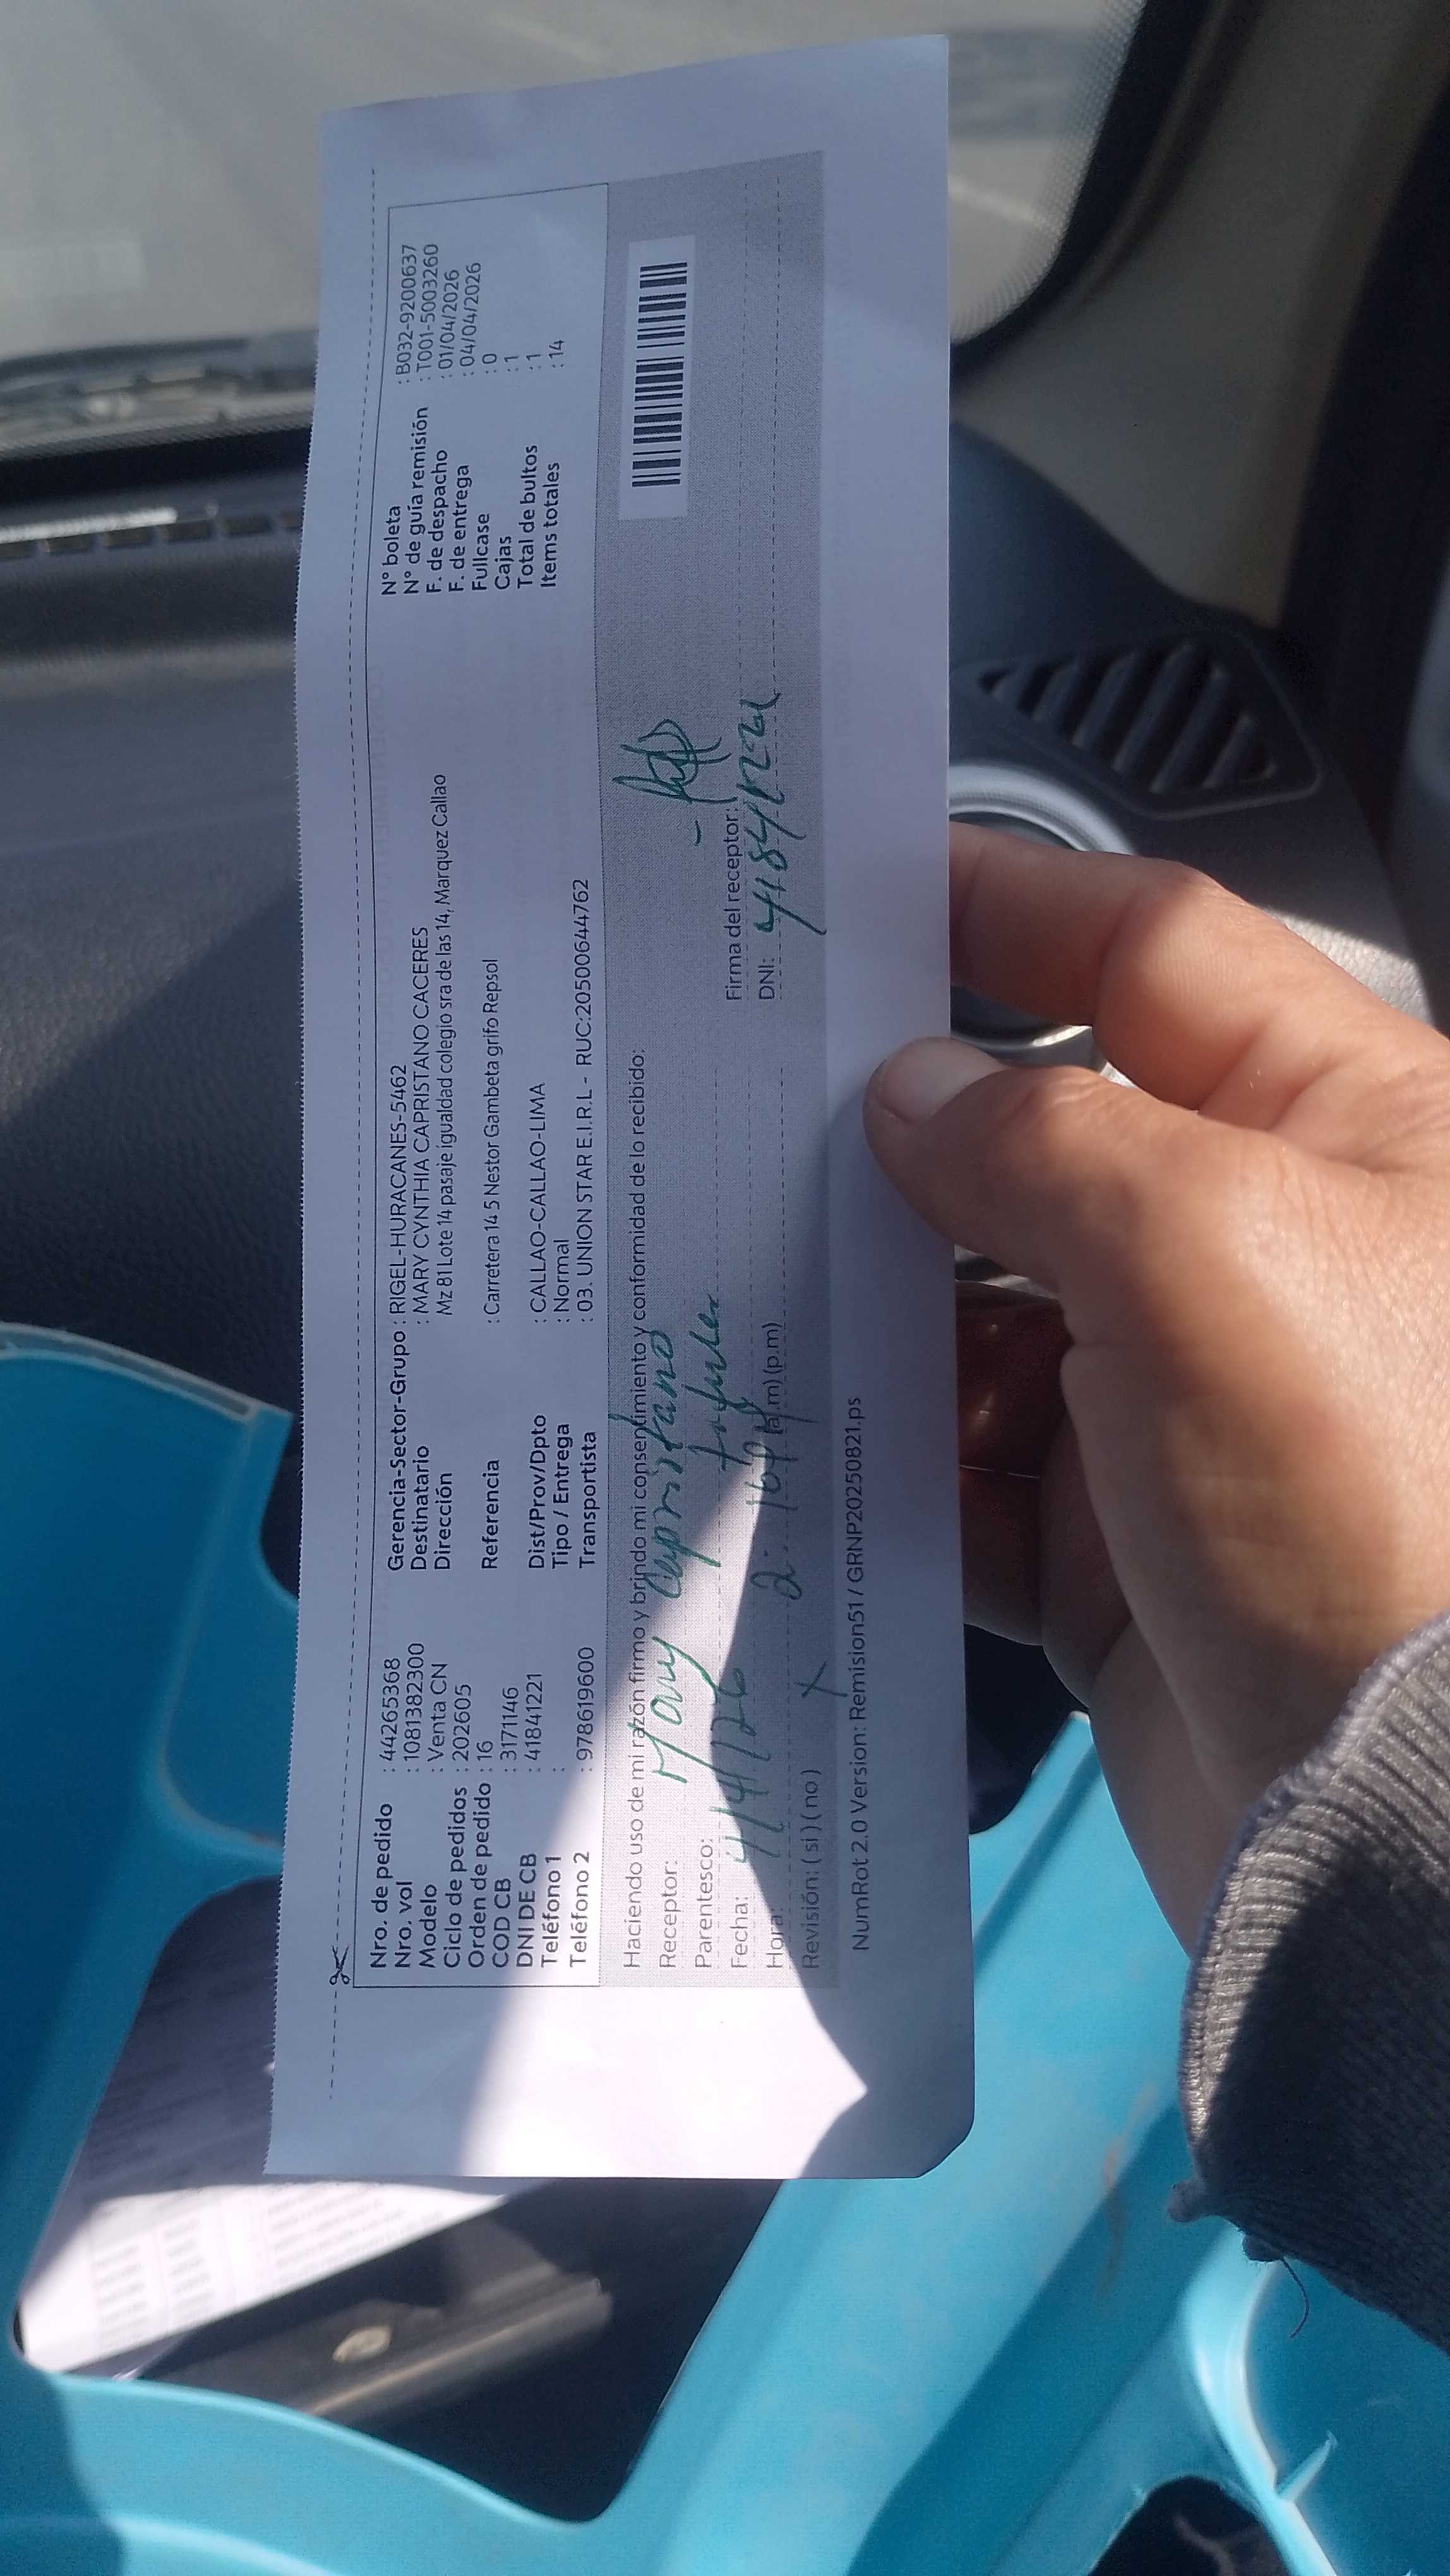 Nro. de pedido : 44265368
Nro. vol : 1081382300
Modelo : Venta CN
Ciclo de pedidos : 202605
Orden de pedido : 16
COD CB : 3171146
DNI DE CB : 41841221
Teléfono 1 :
Teléfono 2 : 978619600
Gerencia-Sector-Grupo : RIGEL-HURACANES-5462
Destinatario : MARY CYNTHIA CAPRISTANO CACERES
Dirección Mz 81 Lote 14 pasaje igualdad colegio sra de las 14, Marquez Callao
Referencia : Carretera 14 5 Nestor Gambeta grifo Repsol
Dist/Prov/Dpto : CALLAO-CALLAO-LIMA
Tipo / Entrega : Normal
Transportista : 03. UNION STAR E.I.R.L - RUC:20500644762
N° boleta : B032-9200637
N° de guía remisión : T001-5003260
F. de despacho : 01/04/2026
F. de entrega : 04/04/2026
Fullcase : 0
Cajas : 1
Total de bultos : 1
Items totales : 14
Haciendo uso de mi razón firmo y brindo mi consentimiento y conformidad de lo recibido:
Receptor: Mary Capristano
Parentesco: titular
Fecha: 4/4/26
Hora: 2:16 PM (a.m) (p.m)
Revisión: ( si ) ( no ) X
Firma del receptor:
DNI: 41841221
NumRot 2.0 Version: Remision51 / GRNP20250821.ps